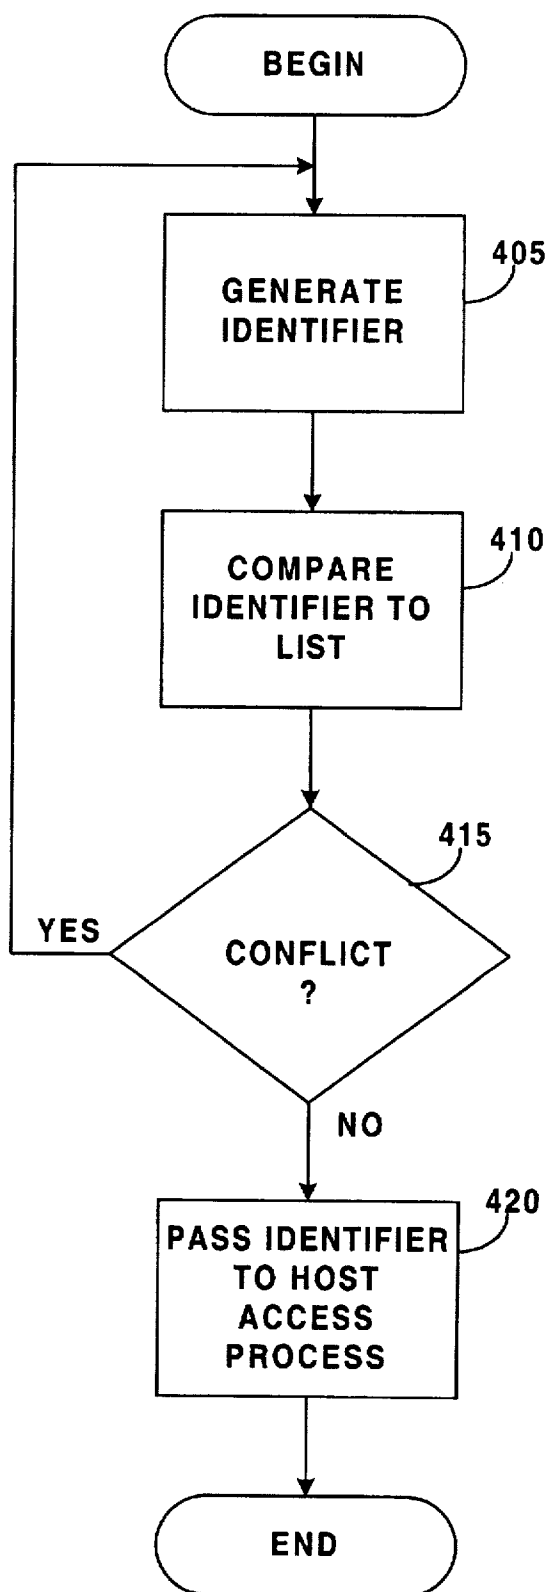 BEGIN
405
GENERATE
IDENTIFIER
410
COMPARE
IDENTIFIER TO
LIST
415
YES
CONFLICT
?
NO
420
PASS IDENTIFIER
TO HOST
ACCESS
PROCESS
END